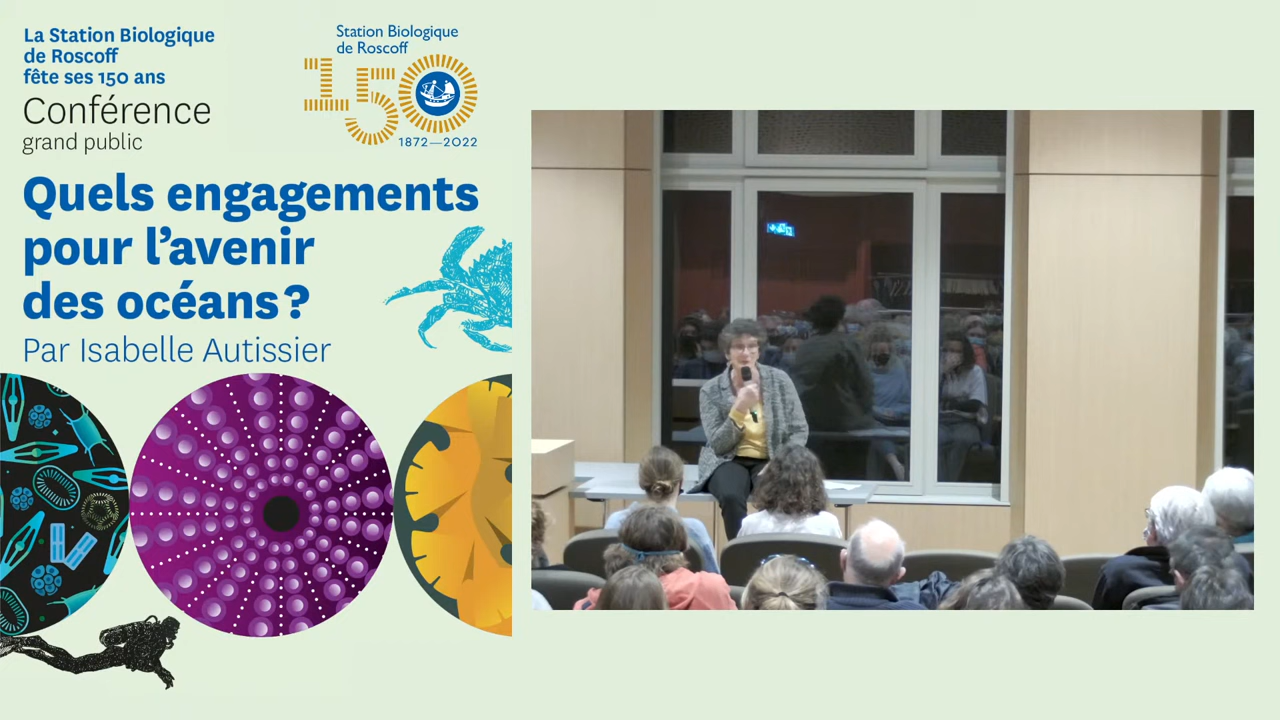 La Station Biologique
de Roscoff
fête ses 150 ans
Conférence
grand public
Station Biologique
de Roscoff
150
1872—2022
Quels engagements
pour l’avenir
des océans ?
Par Isabelle Autissier